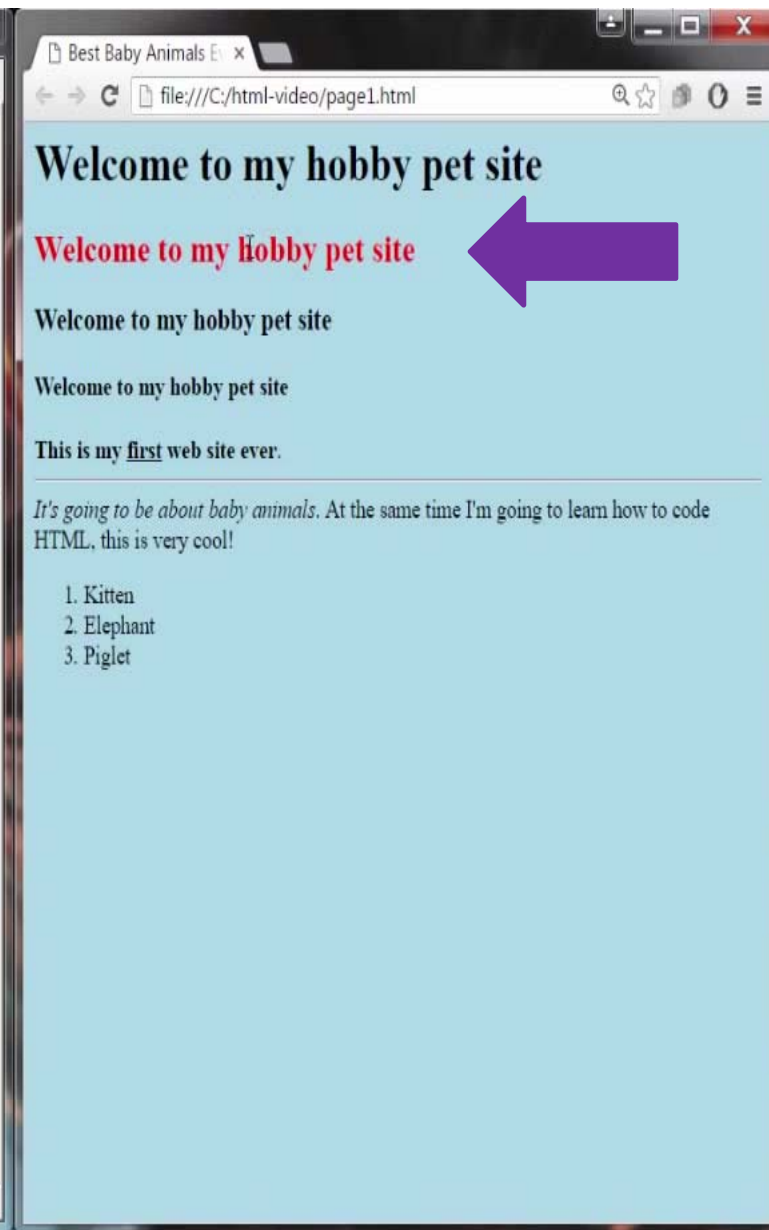 Best Baby Animals E
file:///C:/html-video/page1.html
Welcome to my hobby pet site
Welcome to my hobby pet site
Welcome to my hobby pet site
Welcome to my hobby pet site
This is my first web site ever.
It's going to be about baby animals. At the same time I'm going to learn how to code
HTML, this is very cool!
1. Kitten
2. Elephant
3. Piglet